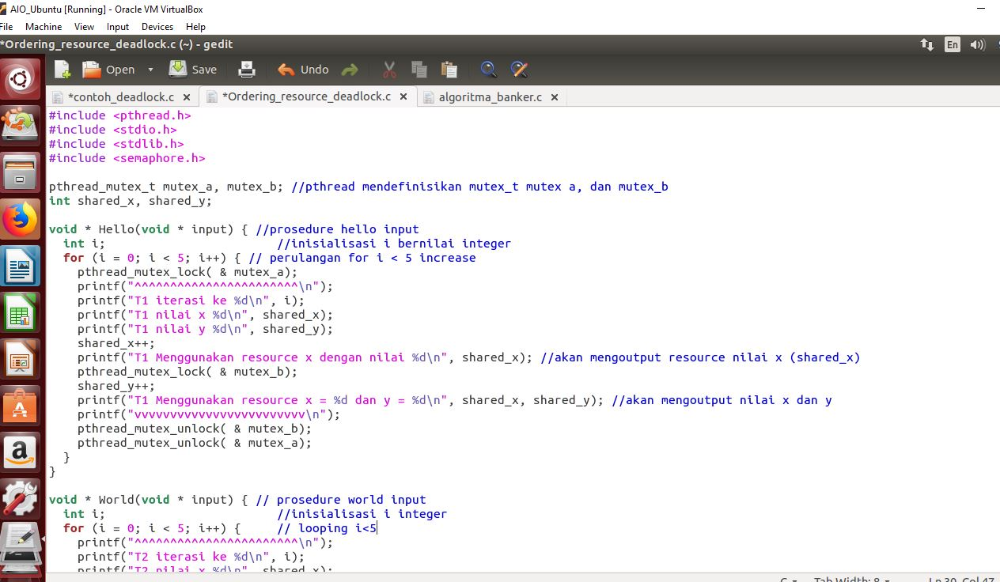 AIO_Ubuntu [Running] - Oracle VM VirtualBox
File Machine View Input Devices Help
*Ordering_resource_deadlock.c (~) - gedit
En
Open Save Undo
*contoh_deadlock.c × *Ordering_resource_deadlock.c × algoritma_banker.c ×
#include <pthread.h>
#include <stdio.h>
#include <stdlib.h>
#include <semaphore.h>
pthread_mutex_t mutex_a, mutex_b; //pthread mendefinisikan mutex_t mutex a, dan mutex_b
int shared_x, shared_y;
void * Hello(void * input) { //prosedure hello input
  int i;                        //inisialisasi i bernilai integer
  for (i = 0; i < 5; i++) { // perulangan for i < 5 increase
    pthread_mutex_lock( & mutex_a);
    printf("^^^^^^^^^^^^^^^^^^^^^^^\n");
    printf("T1 iterasi ke %d\n", i);
    printf("T1 nilai x %d\n", shared_x);
    printf("T1 nilai y %d\n", shared_y);
    shared_x++;
    printf("T1 Menggunakan resource x dengan nilai %d\n", shared_x); //akan mengoutput resource nilai x (shared_x)
    pthread_mutex_lock( & mutex_b);
    shared_y++;
    printf("T1 Menggunakan resource x = %d dan y = %d\n", shared_x, shared_y); //akan mengoutput nilai x dan y
    printf("vvvvvvvvvvvvvvvvvvvvvvvv\n");
    pthread_mutex_unlock( & mutex_b);
    pthread_mutex_unlock( & mutex_a);
  }
}
void * World(void * input) { // prosedure world input
  int i;                        //inisialisasi i integer
  for (i = 0; i < 5; i++) {     // looping i<5
    printf("^^^^^^^^^^^^^^^^^^^^^^^\n");
    printf("T2 iterasi ke %d\n", i);
    printf("T2 nilai x %d\n", shared_x);
C Tab Width: 8 Ln 30, Col 47